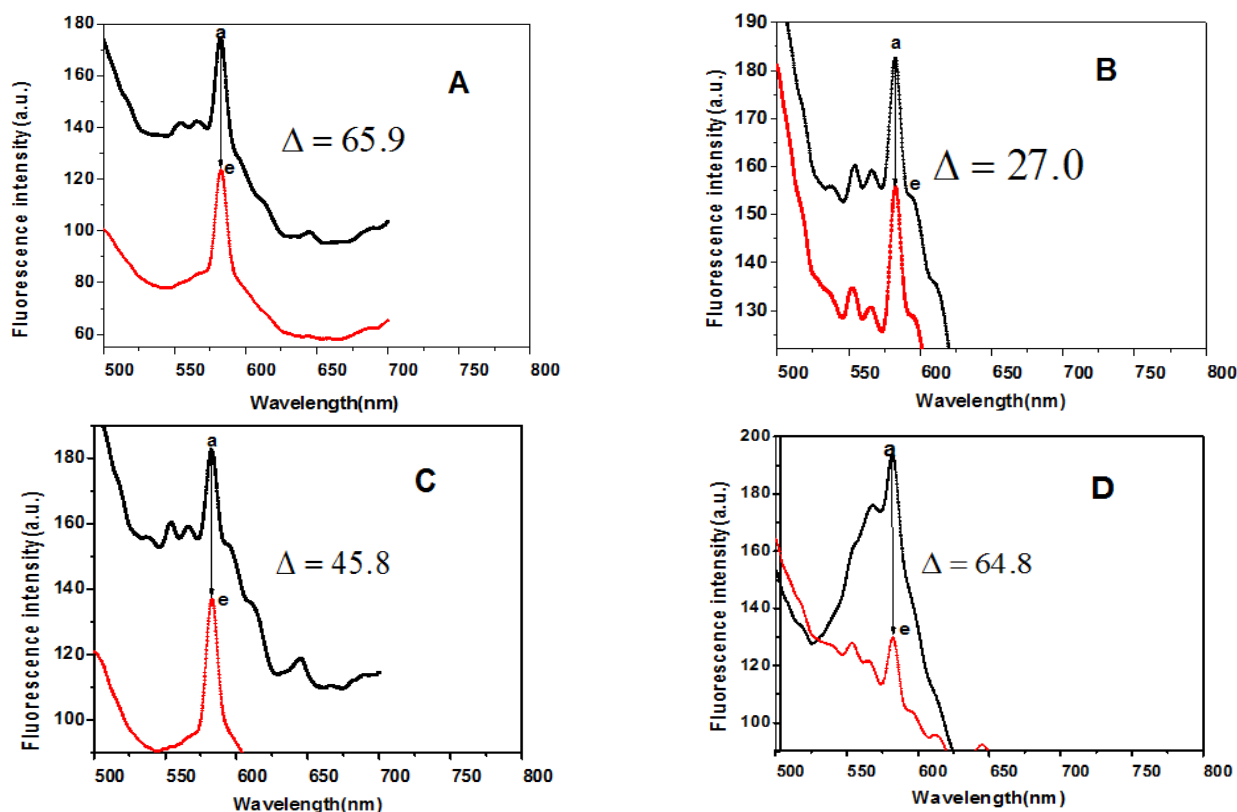 Fluorescence intensity (a.u.)
180
160
140
120
100
80
60
a
e
A
Δ = 65.9
500 550 600 650 700 750 800
Wavelength(nm)
Fluorescence intensity (a.u.)
190
180
170
160
150
140
130
a
e
B
Δ = 27.0
500 550 600 650 700 750 800
Wavelength(nm)
Fluorescence intensity (a.u.)
180
160
140
120
100
a
e
C
Δ = 45.8
500 550 600 650 700 750 800
Wavelength(nm)
Fluorescence intensity (a.u.)
200
190
180
160
140
120
100
a
e
D
Δ = 64.8
500 550 600 650 700 750 800
Wavelength(nm)